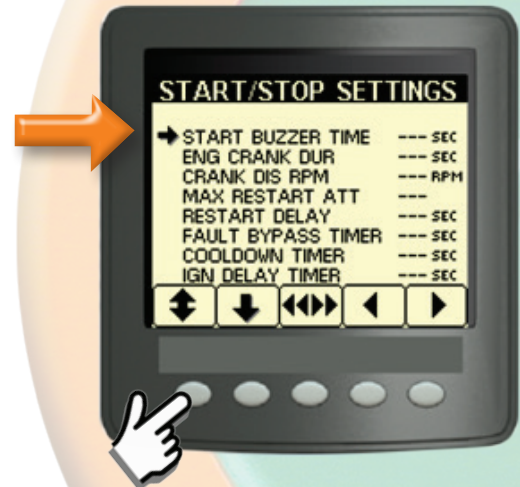 START/STOP SETTINGS
START BUZZER TIME --- SEC
ENG CRANK DUR --- SEC
CRANK DIS RPM --- RPM
MAX RESTART ATT ---
RESTART DELAY --- SEC
FAULT BYPASS TIMER --- SEC
COOLDOWN TIMER --- SEC
IGN DELAY TIMER --- SEC